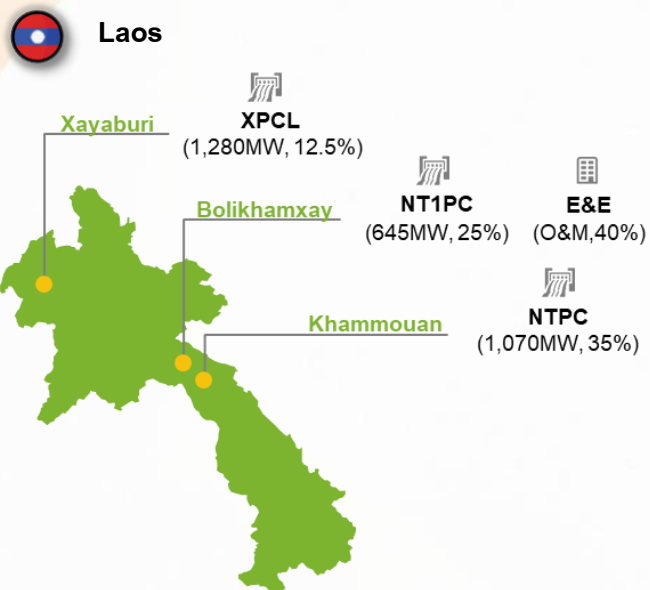 Laos
Xayaburi
XPCL
(1,280MW, 12.5%)
Bolikhamxay
NT1PC
(645MW, 25%)
E&E
(O&M,40%)
Khammouan
NTPC
(1,070MW, 35%)